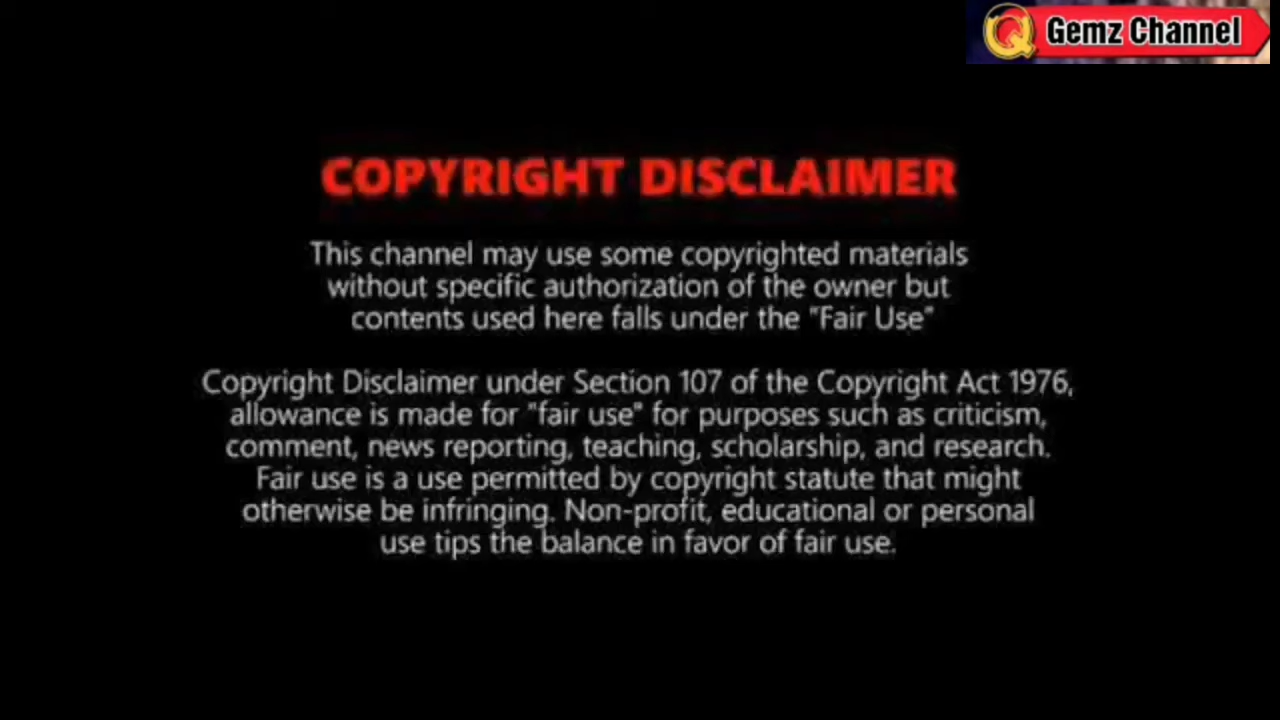 Gemz Channel
COPYRIGHT DISCLAIMER
This channel may use some copyrighted materials
without specific authorization of the owner but
contents used here falls under the "Fair Use"
Copyright Disclaimer under Section 107 of the Copyright Act 1976,
allowance is made for "fair use" for purposes such as criticism,
comment, news reporting, teaching, scholarship, and research.
Fair use is a use permitted by copyright statute that might
otherwise be infringing. Non-profit, educational or personal
use tips the balance in favor of fair use.